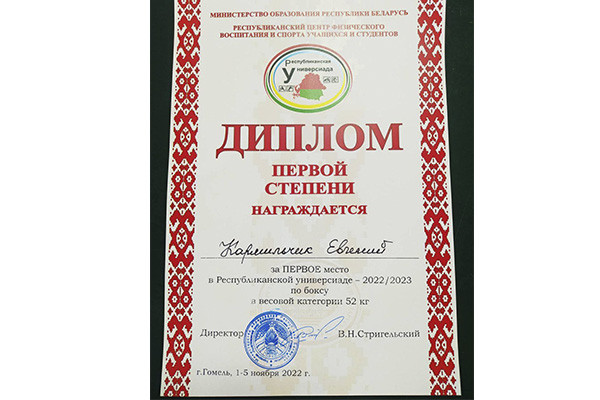 МИНИСТЕРСТВО ОБРАЗОВАНИЯ РЕСПУБЛИКИ БЕЛАРУСЬ
РЕСПУБЛИКАНСКИЙ ЦЕНТР ФИЗИЧЕСКОГО
ВОСПИТАНИЯ И СПОРТА УЧАЩИХСЯ И СТУДЕНТОВ
Республиканская
Универсиада
ДИПЛОМ
ПЕРВОЙ
СТЕПЕНИ
НАГРАЖДАЕТСЯ
Кармильчик Евгений
за ПЕРВОЕ место
в Республиканской универсиаде – 2022/2023
по боксу
в весовой категории 52 кг
Директор В.Н.Стригельский
г.Гомель, 1-5 ноября 2022 г.